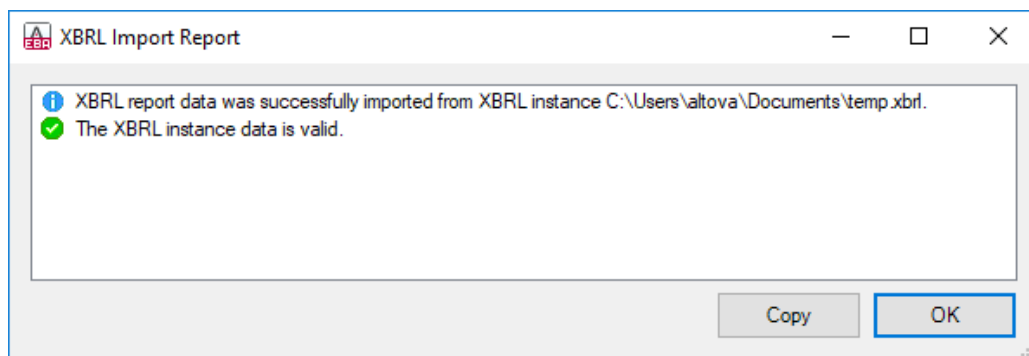 XBRL Import Report
XBRL report data was successfully imported from XBRL instance C:\Users\altova\Documents\temp.xbrl.
The XBRL instance data is valid.
Copy
OK